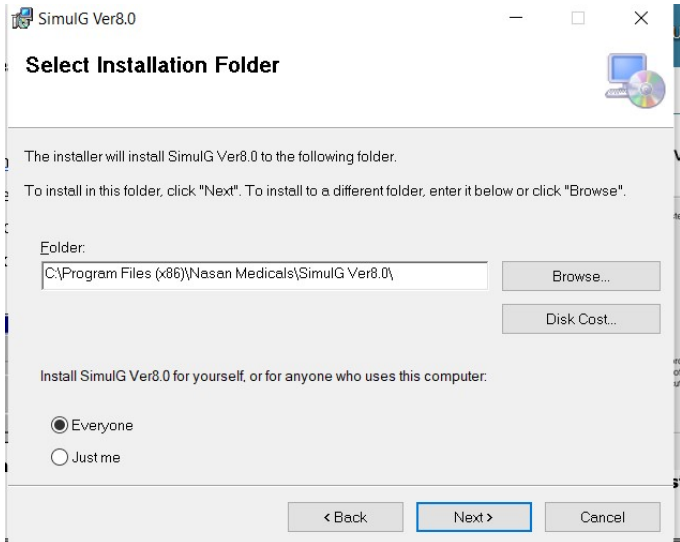 SimulG Ver8.0
Select Installation Folder
The installer will install SimulG Ver8.0 to the following folder.
To install in this folder, click "Next". To install to a different folder, enter it below or click "Browse".
Folder:
C:\Program Files (x86)\Nasan Medicals\SimulG Ver8.0\
Browse...
Disk Cost...
Install SimulG Ver8.0 for yourself, or for anyone who uses this computer:
Everyone
Just me
< Back
Next >
Cancel